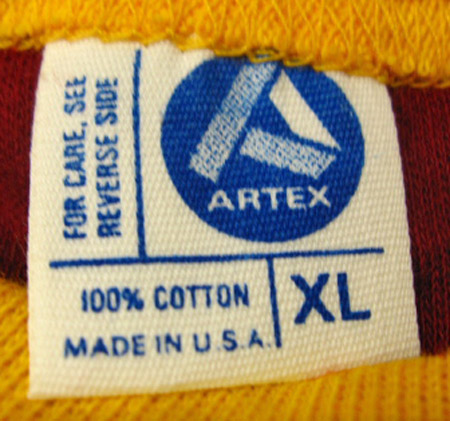 FOR CARE, SEE
REVERSE SIDE
ARTEX
100% COTTON
XL
MADE IN U.S.A.